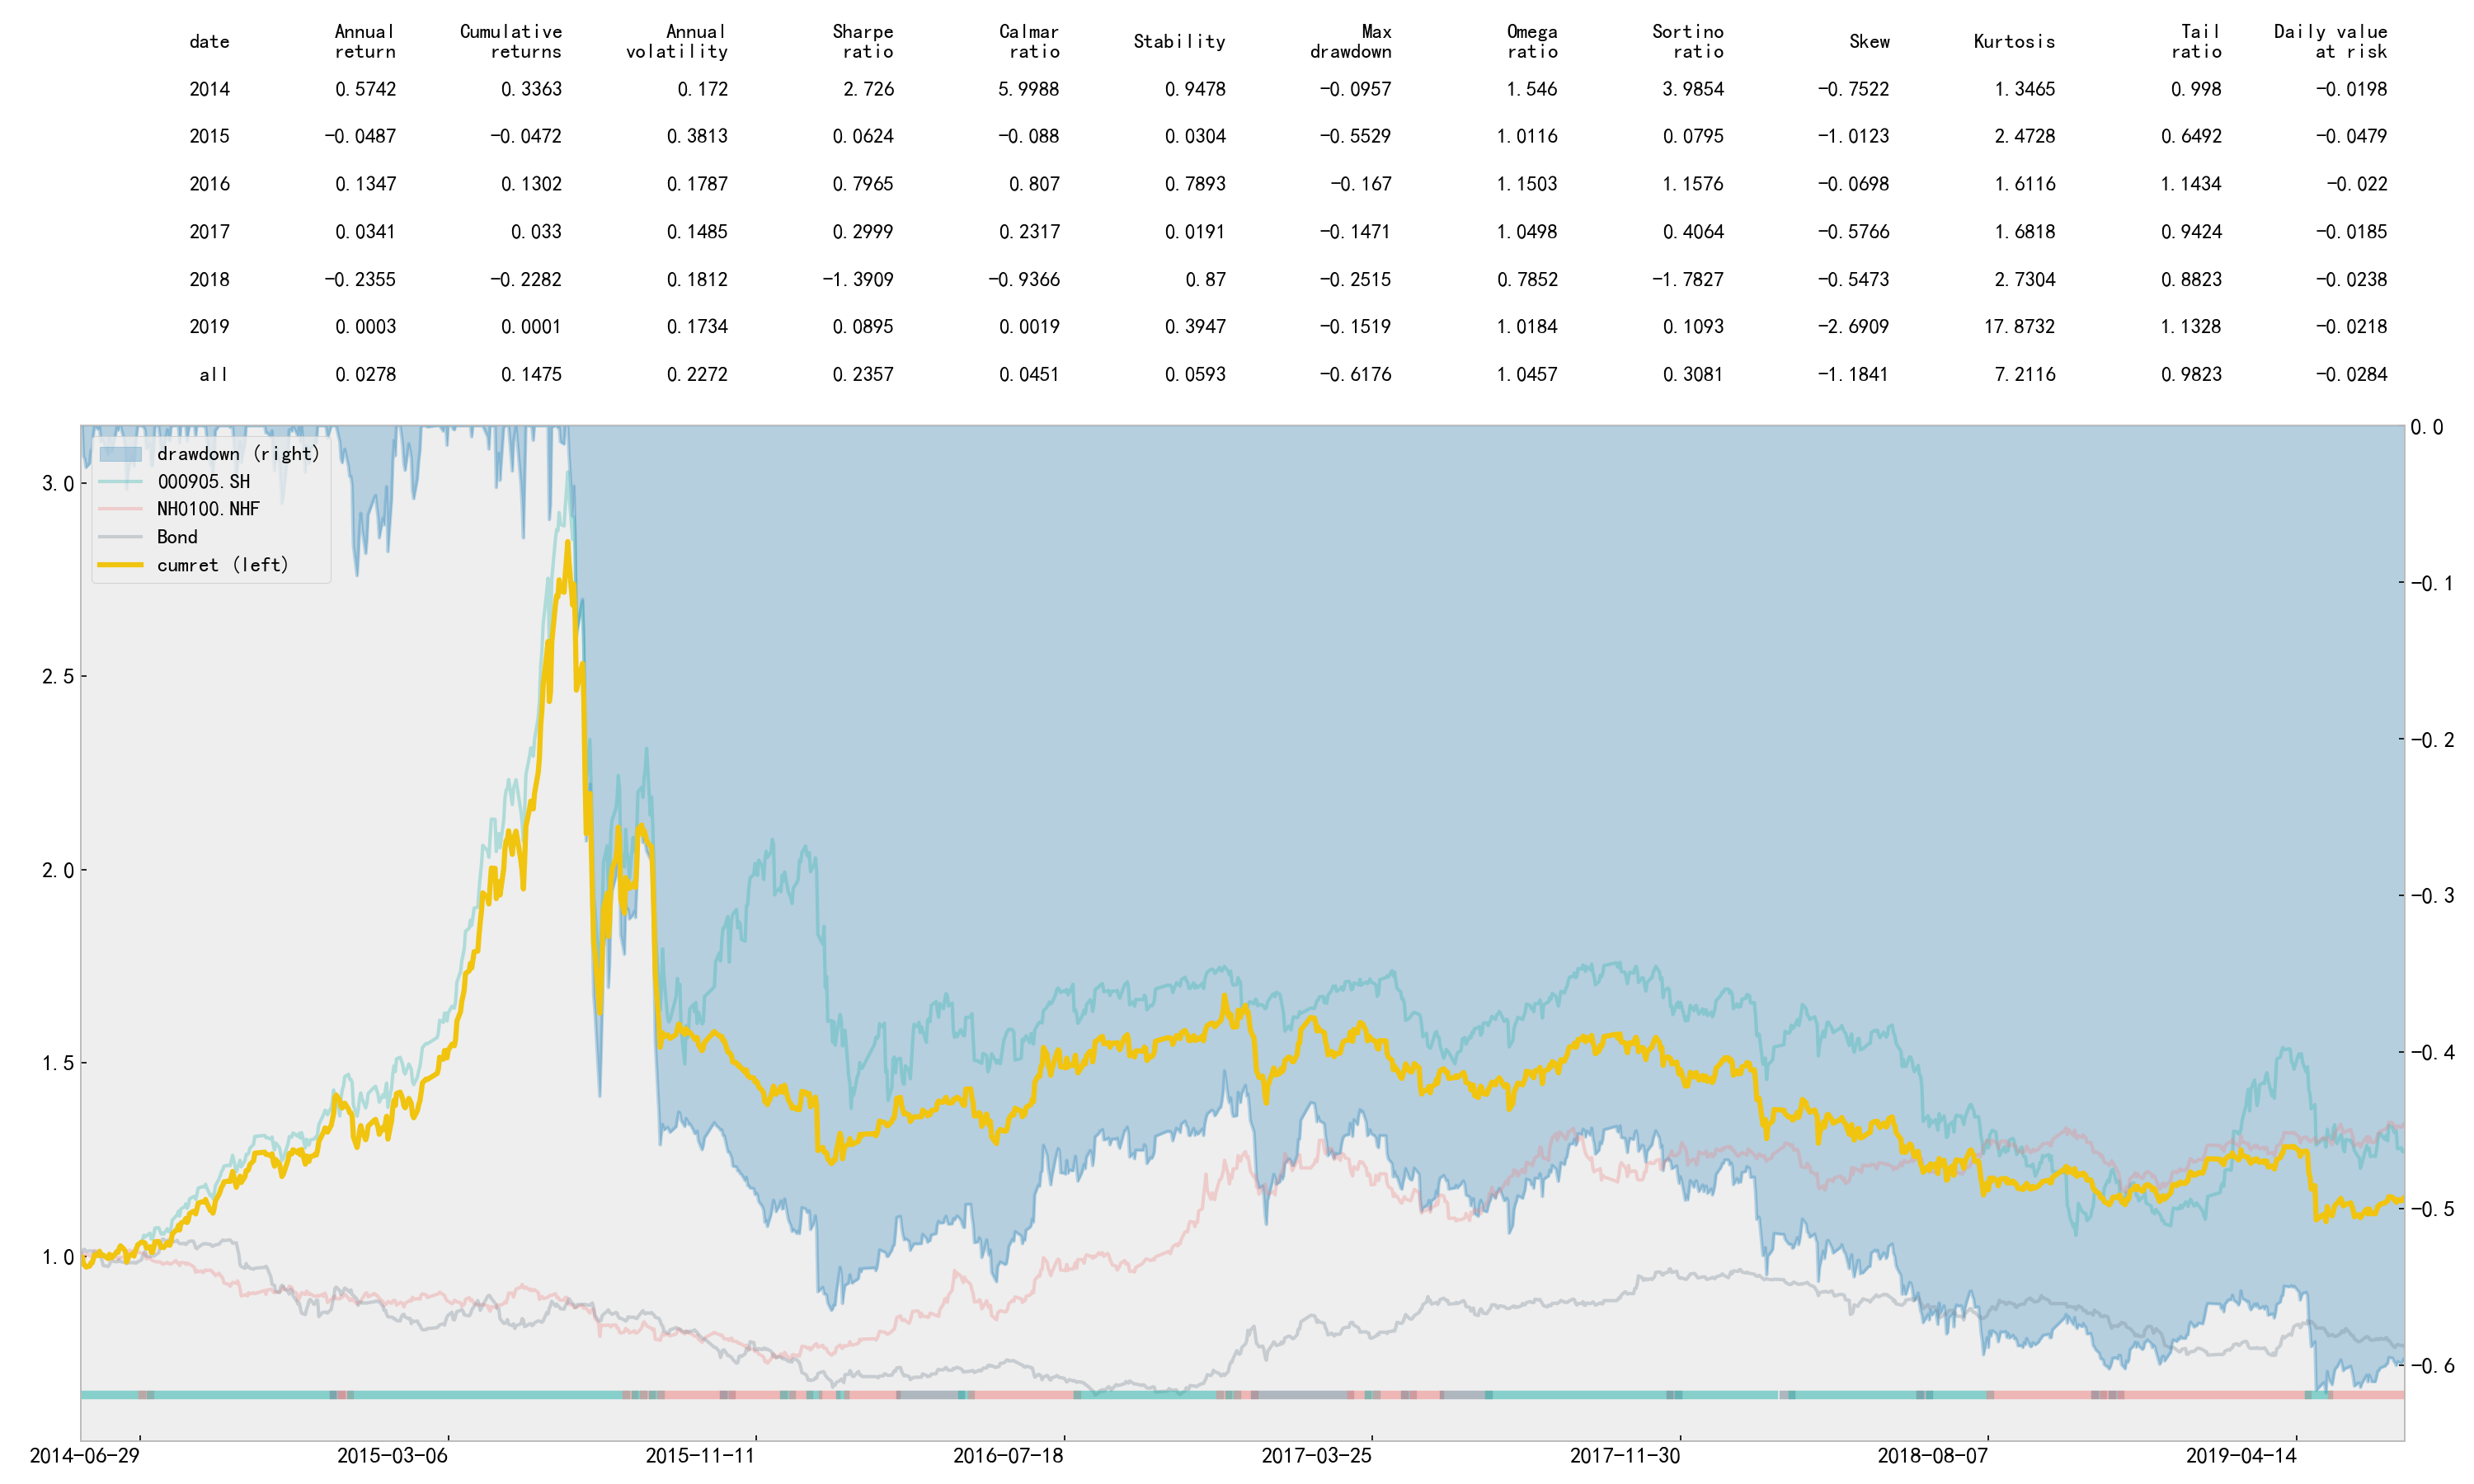 date Annual return Cumulative returns Annual volatility Sharpe ratio Calmar ratio Stability Max drawdown Omega ratio Sortino ratio Skew Kurtosis Tail ratio Daily value at risk
2014 0.5742 0.3363 0.172 2.726 5.9988 0.9478 −0.0957 1.546 3.9854 −0.7522 1.3465 0.998 −0.0198
2015 −0.0487 −0.0472 0.3813 0.0624 −0.088 0.0304 −0.5529 1.0116 0.0795 −1.0123 2.4728 0.6492 −0.0479
2016 0.1347 0.1302 0.1787 0.7965 0.807 0.7893 −0.167 1.1503 1.1576 −0.0698 1.6116 1.1434 −0.022
2017 0.0341 0.033 0.1485 0.2999 0.2317 0.0191 −0.1471 1.0498 0.4064 −0.5766 1.6818 0.9424 −0.0185
2018 −0.2355 −0.2282 0.1812 −1.3909 −0.9366 0.87 −0.2515 0.7852 −1.7827 −0.5473 2.7304 0.8823 −0.0238
2019 0.0003 0.0001 0.1734 0.0895 0.0019 0.3947 −0.1519 1.0184 0.1093 −2.6909 17.8732 1.1328 −0.0218
all 0.0278 0.1475 0.2272 0.2357 0.0451 0.0593 −0.6176 1.0457 0.3081 −1.1841 7.2116 0.9823 −0.0284
drawdown (right)
000905.SH
NH0100.NHF
Bond
cumret (left)
3.0
2.5
2.0
1.5
1.0
0.0
−0.1
−0.2
−0.3
−0.4
−0.5
−0.6
2014−06−29 2015−03−06 2015−11−11 2016−07−18 2017−03−25 2017−11−30 2018−08−07 2019−04−14